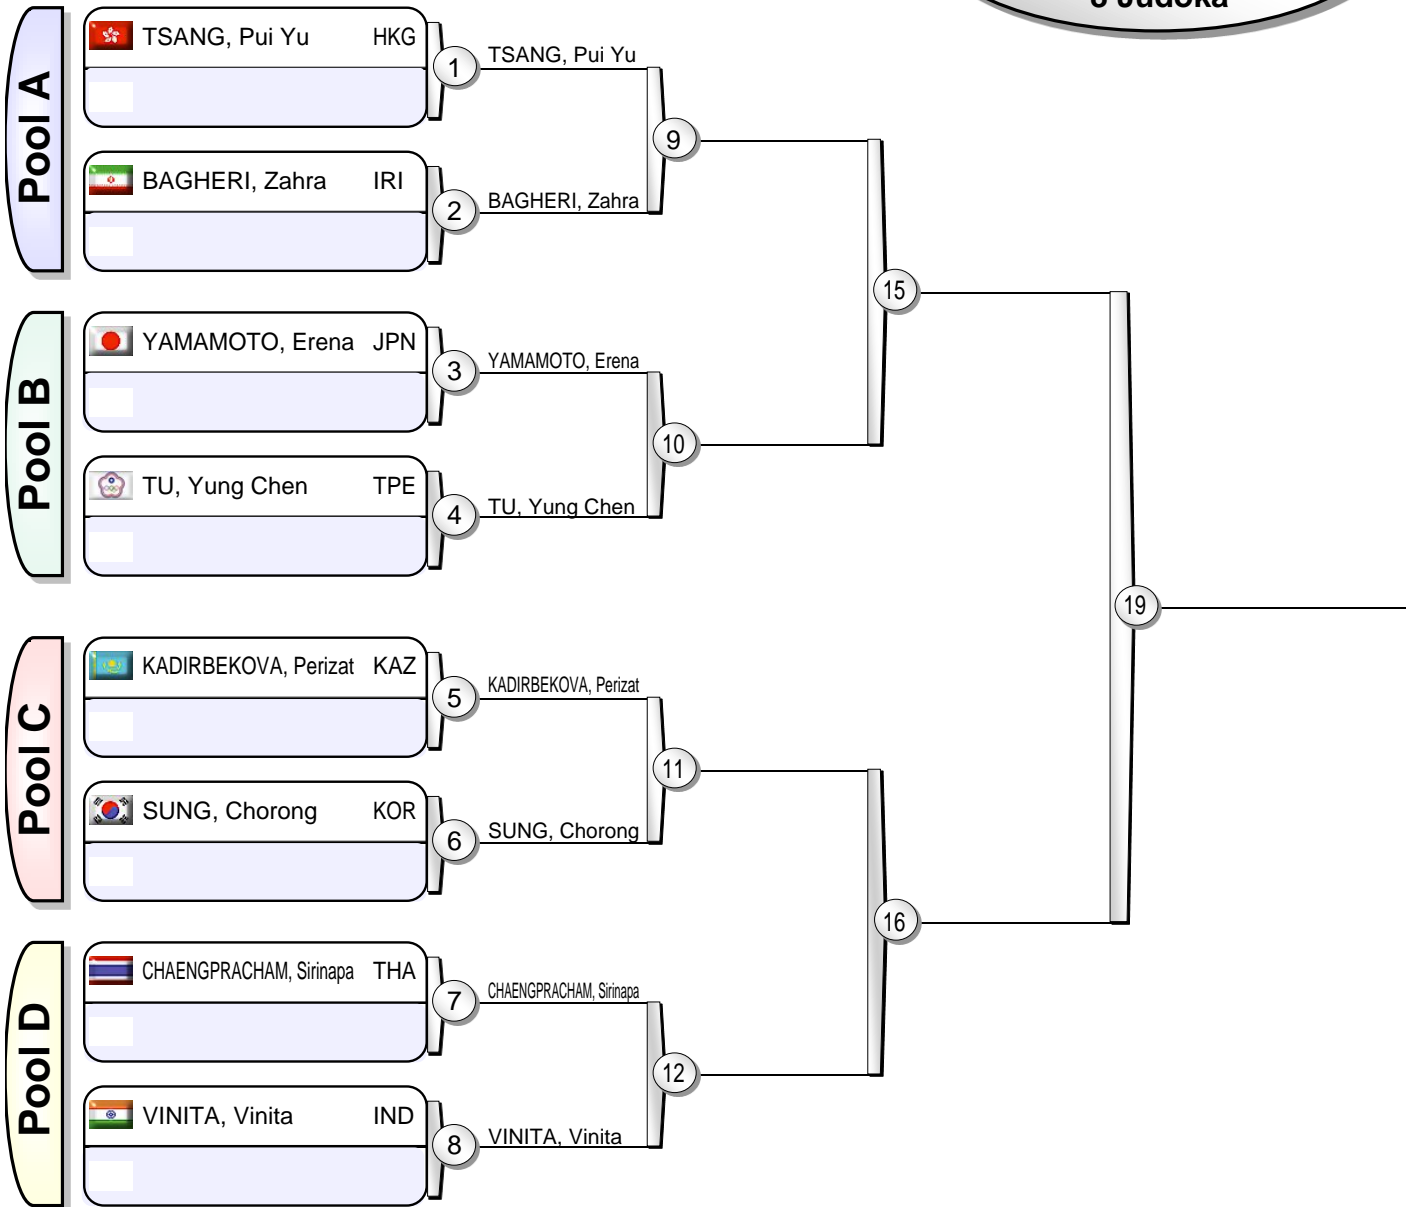 Judoka
Pool A
TSANG, Pui Yu HKG
1
TSANG, Pui Yu
9
BAGHERI, Zahra IRI
2
BAGHERI, Zahra
15
Pool B
YAMAMOTO, Erena JPN
3
YAMAMOTO, Erena
10
TU, Yung Chen TPE
4
TU, Yung Chen
19
Pool C
KADIRBEKOVA, Perizat KAZ
5
KADIRBEKOVA, Perizat
11
SUNG, Chorong KOR
6
SUNG, Chorong
16
Pool D
CHAENGPRACHAM, Sirinapa THA
7
CHAENGPRACHAM, Sirinapa
12
VINITA, Vinita IND
8
VINITA, Vinita